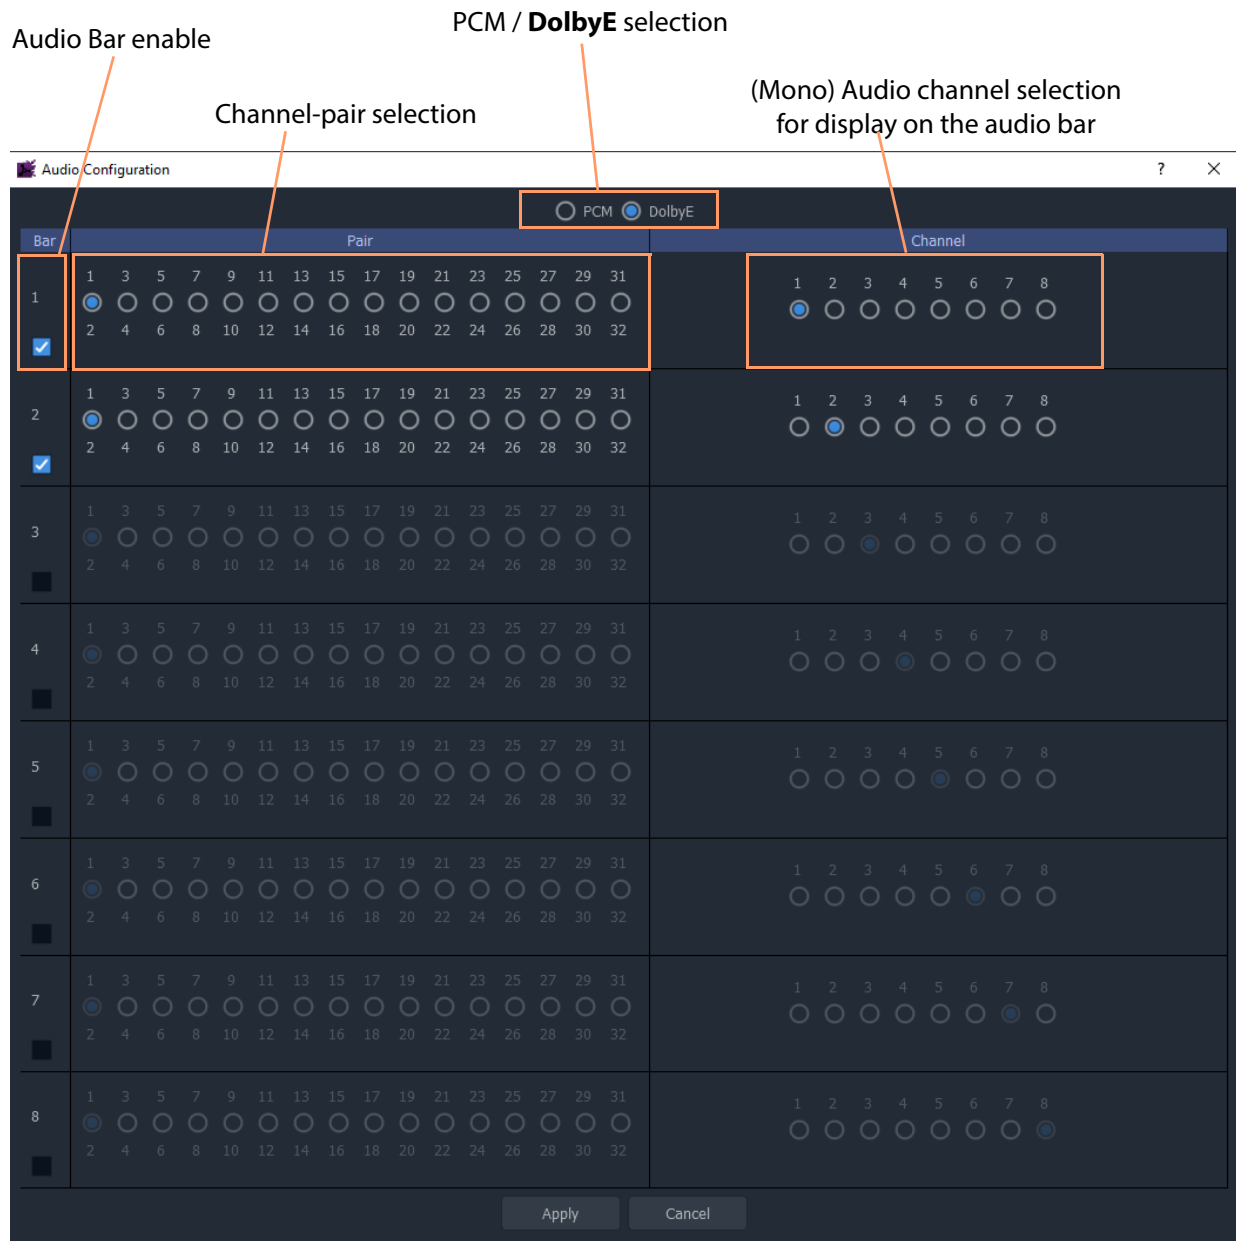 PCM / DolbyE selection
Audio Bar enable
(Mono) Audio channel selection
for display on the audio bar
Channel-pair selection
Audio Configuration ? ×
PCM DolbyE
Bar Pair Channel
1 3 5 7 9 11 13 15 17 19 21 23 25 27 29 31 1 2 3 4 5 6 7 8
1
2 4 6 8 10 12 14 16 18 20 22 24 26 28 30 32
1 3 5 7 9 11 13 15 17 19 21 23 25 27 29 31 1 2 3 4 5 6 7 8
2
2 4 6 8 10 12 14 16 18 20 22 24 26 28 30 32
1 3 5 7 9 11 13 15 17 19 21 23 25 27 29 31 1 2 3 4 5 6 7 8
3
2 4 6 8 10 12 14 16 18 20 22 24 26 28 30 32
1 3 5 7 9 11 13 15 17 19 21 23 25 27 29 31 1 2 3 4 5 6 7 8
4
2 4 6 8 10 12 14 16 18 20 22 24 26 28 30 32
1 3 5 7 9 11 13 15 17 19 21 23 25 27 29 31 1 2 3 4 5 6 7 8
5
2 4 6 8 10 12 14 16 18 20 22 24 26 28 30 32
1 3 5 7 9 11 13 15 17 19 21 23 25 27 29 31 1 2 3 4 5 6 7 8
6
2 4 6 8 10 12 14 16 18 20 22 24 26 28 30 32
1 3 5 7 9 11 13 15 17 19 21 23 25 27 29 31 1 2 3 4 5 6 7 8
7
2 4 6 8 10 12 14 16 18 20 22 24 26 28 30 32
1 3 5 7 9 11 13 15 17 19 21 23 25 27 29 31 1 2 3 4 5 6 7 8
8
2 4 6 8 10 12 14 16 18 20 22 24 26 28 30 32
Apply Cancel